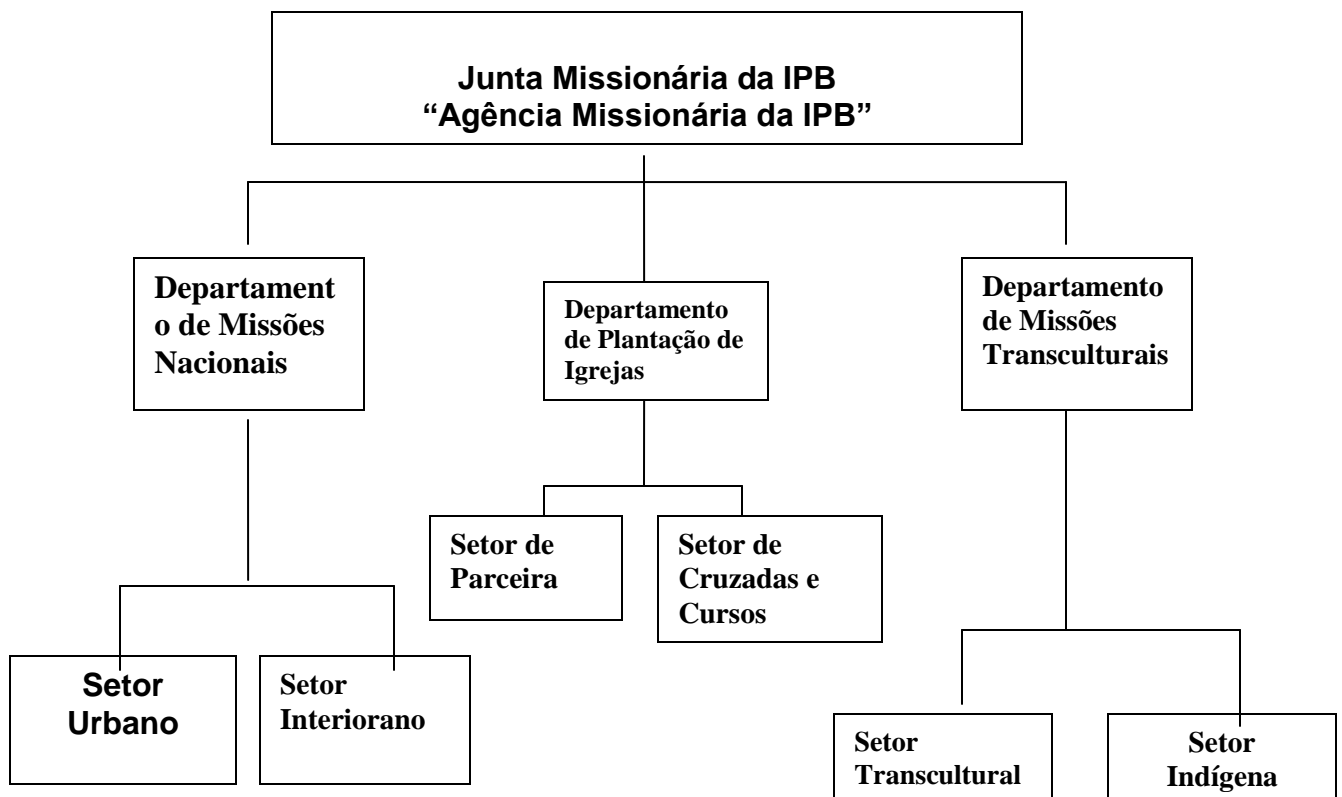 Junta Missionária da IPB
“Agência Missionária da IPB”
Departament
o de Missões
Nacionais
Departamento
de Plantação de
Igrejas
Departamento
de Missões
Transculturais
Setor de
Parceira
Setor de
Cruzadas e
Cursos
Setor
Urbano
Setor
Interiorano
Setor
Transcultural
Setor
Indígena